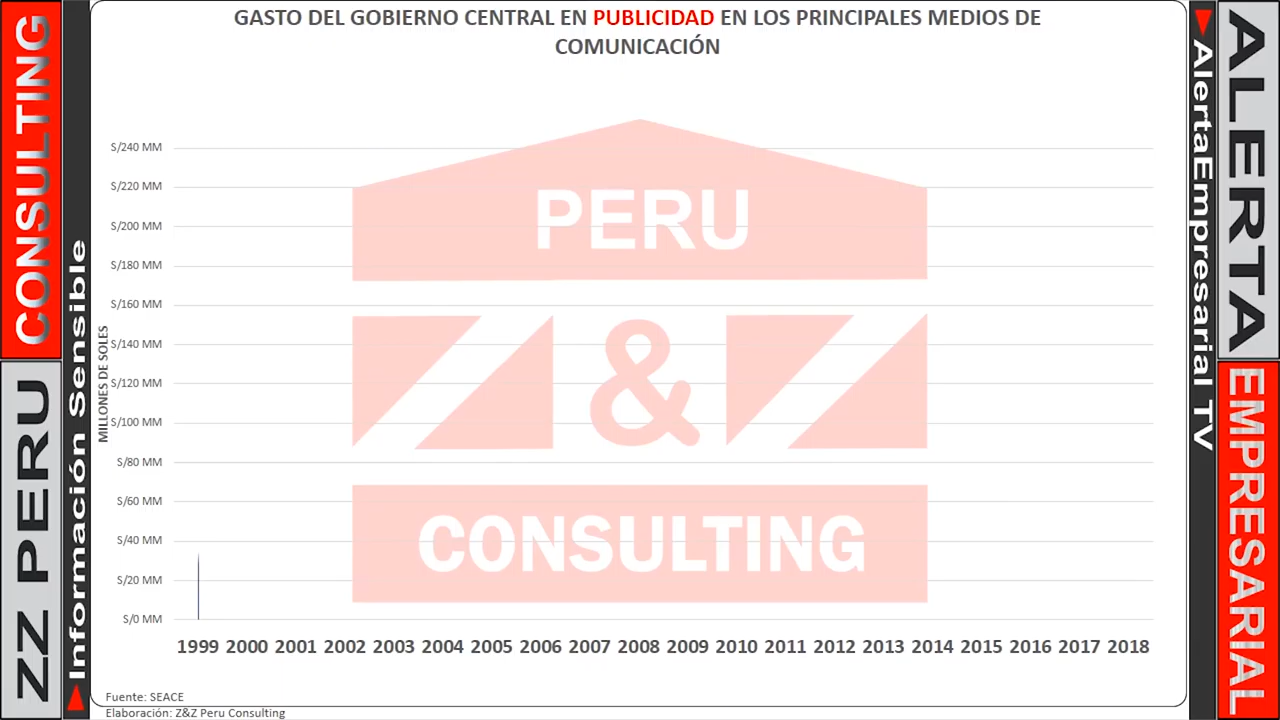 GASTO DEL GOBIERNO CENTRAL EN PUBLICIDAD EN LOS PRINCIPALES MEDIOS DE
COMUNICACIÓN
ZZ PERU CONSULTING
Información Sensible
MILLONES DE SOLES
S/240 MM
S/220 MM
S/200 MM
S/180 MM
S/160 MM
S/140 MM
S/120 MM
S/100 MM
S/80 MM
S/60 MM
S/40 MM
S/20 MM
S/0 MM
PERU
Z&Z
CONSULTING
1999 2000 2001 2002 2003 2004 2005 2006 2007 2008 2009 2010 2011 2012 2013 2014 2015 2016 2017 2018
Fuente: SEACE
Elaboración: Z&Z Peru Consulting
AlertaEmpresarial TV
ALERTA EMPRESARIAL